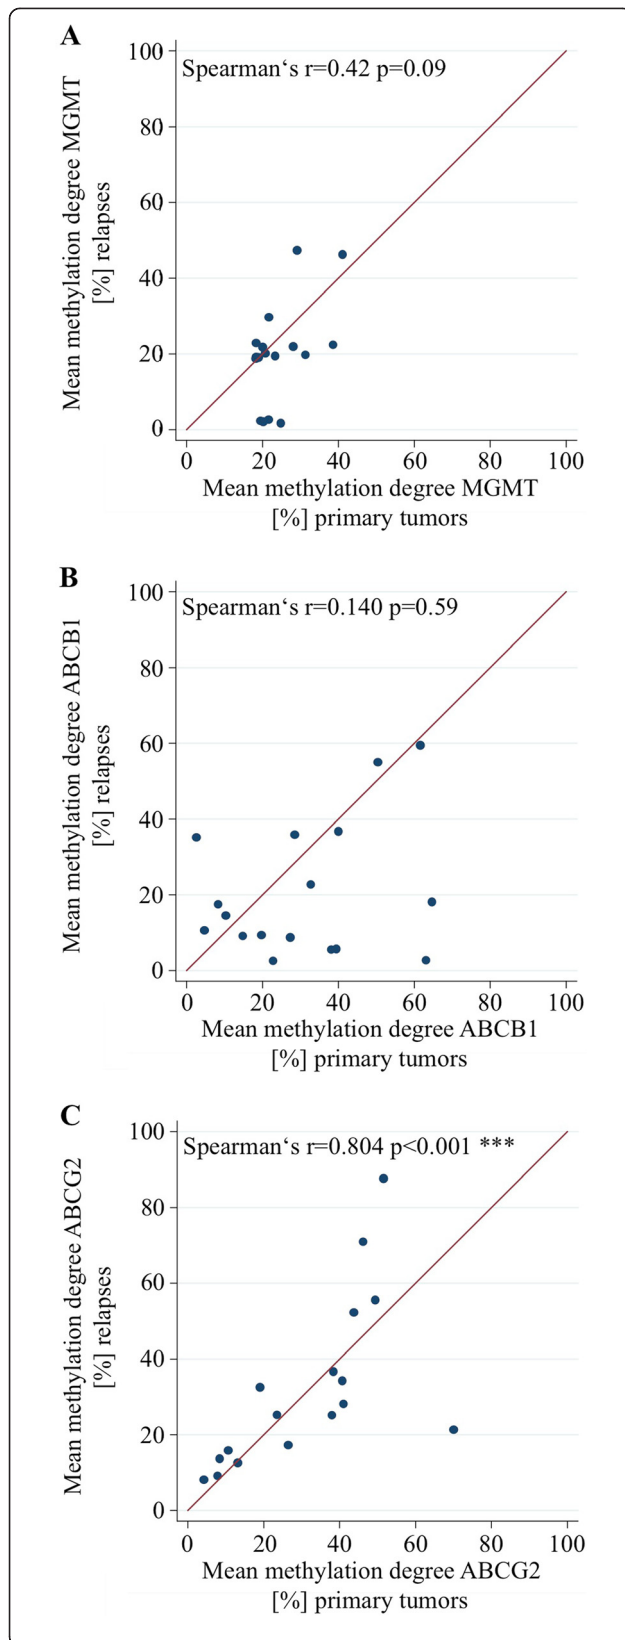 A
Spearman‘s r=0.42 p=0.09
100
80
60
40
20
0
Mean methylation degree MGMT
[%] relapses
0 20 40 60 80 100
Mean methylation degree MGMT
[%] primary tumors
B
Spearman‘s r=0.140 p=0.59
100
80
60
40
20
0
Mean methylation degree ABCB1
[%] relapses
0 20 40 60 80 100
Mean methylation degree ABCB1
[%] primary tumors
C
Spearman‘s r=0.804 p<0.001 ***
100
80
60
40
20
0
Mean methylation degree ABCG2
[%] relapses
0 20 40 60 80 100
Mean methylation degree ABCG2
[%] primary tumors